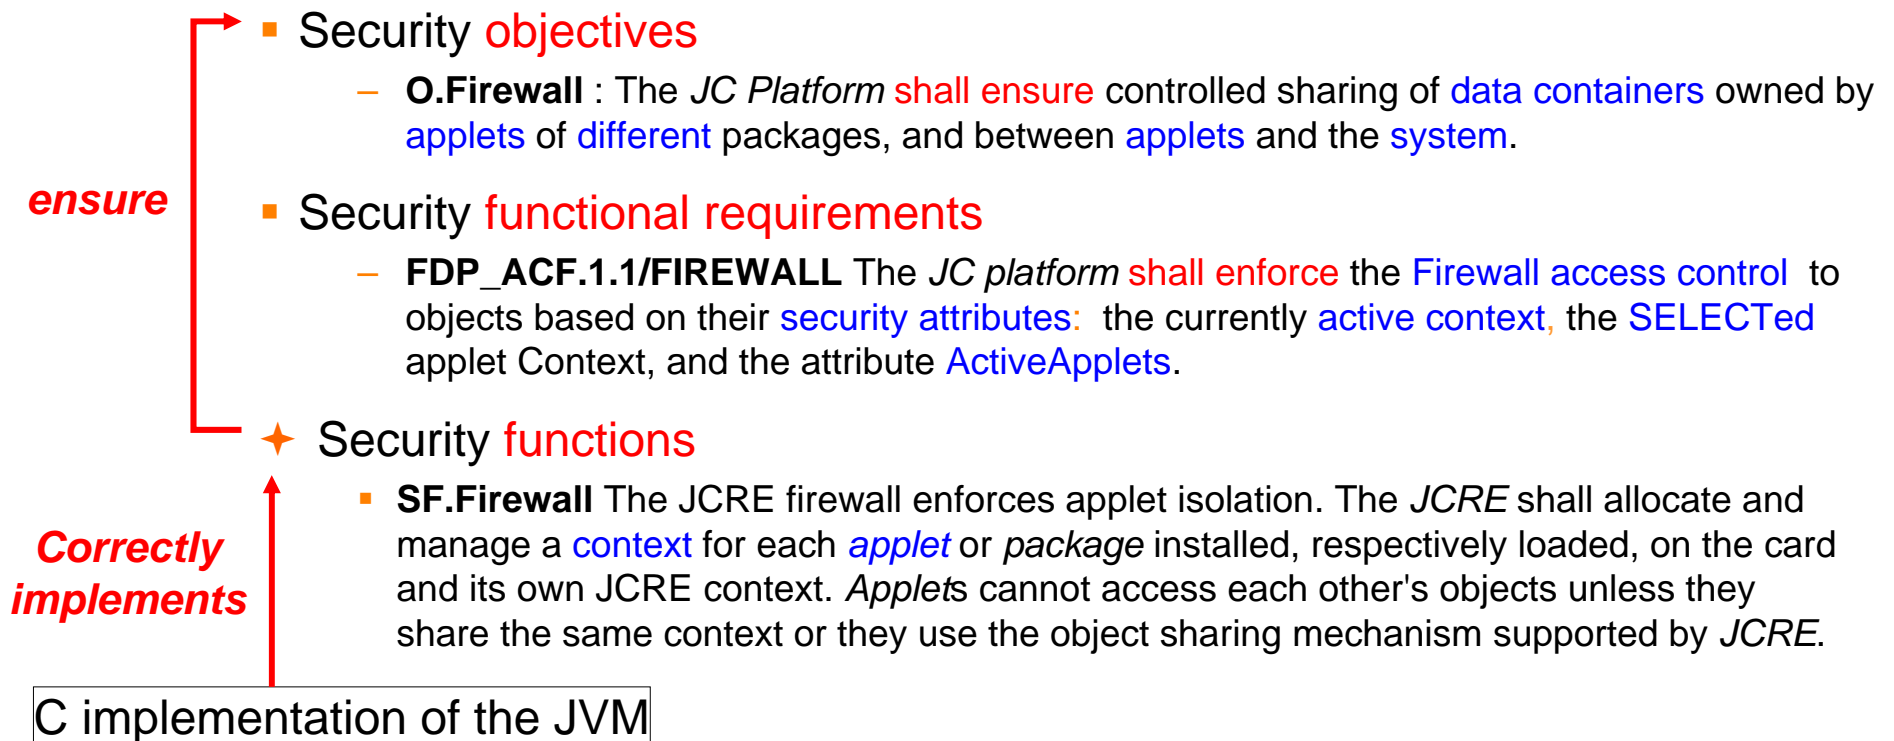 Security objectives
– O.Firewall : The JC Platform shall ensure controlled sharing of data containers owned by
applets of different packages, and between applets and the system.
ensure
Security functional requirements
– FDP_ACF.1.1/FIREWALL The JC platform shall enforce the Firewall access control to
objects based on their security attributes: the currently active context, the SELECTed
applet Context, and the attribute ActiveApplets.
Security functions
SF.Firewall The JCRE firewall enforces applet isolation. The JCRE shall allocate and
manage a context for each applet or package installed, respectively loaded, on the card
and its own JCRE context. Applets cannot access each other's objects unless they
share the same context or they use the object sharing mechanism supported by JCRE.
Correctly
implements
C implementation of the JVM